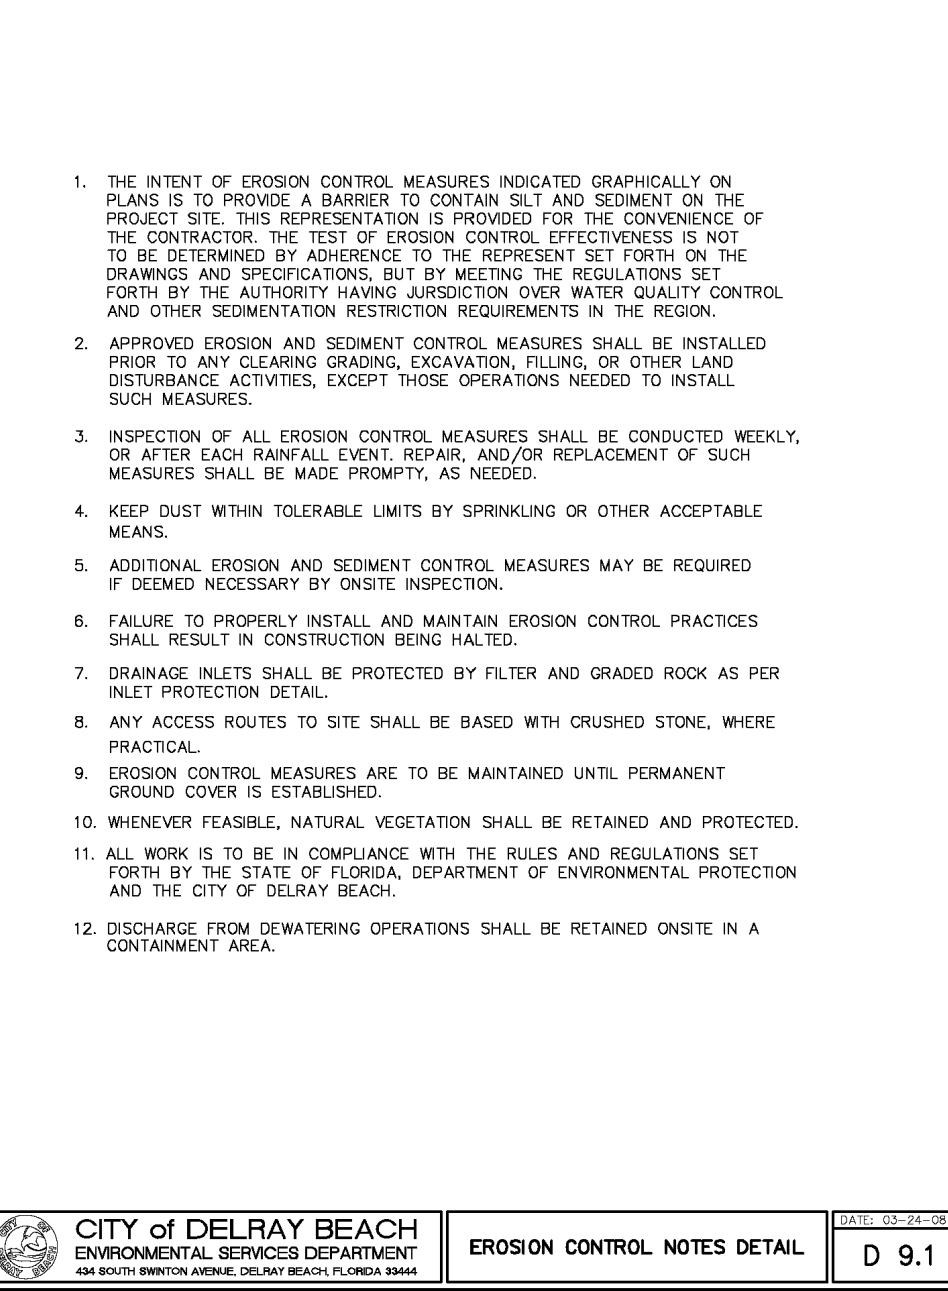 1. THE INTENT OF EROSION CONTROL MEASURES INDICATED GRAPHICALLY ON
PLANS IS TO PROVIDE A BARRIER TO CONTAIN SILT AND SEDIMENT ON THE
PROJECT SITE. THIS REPRESENTATION IS PROVIDED FOR THE CONVENIENCE OF
THE CONTRACTOR. THE TEST OF EROSION CONTROL EFFECTIVENESS IS NOT
TO BE DETERMINED BY ADHERENCE TO THE REPRESENT SET FORTH ON THE
DRAWINGS AND SPECIFICATIONS, BUT BY MEETING THE REGULATIONS SET
FORTH BY THE AUTHORITY HAVING JURSDICTION OVER WATER QUALITY CONTROL
AND OTHER SEDIMENTATION RESTRICTION REQUIREMENTS IN THE REGION.
2. APPROVED EROSION AND SEDIMENT CONTROL MEASURES SHALL BE INSTALLED
PRIOR TO ANY CLEARING GRADING, EXCAVATION, FILLING, OR OTHER LAND
DISTURBANCE ACTIVITIES, EXCEPT THOSE OPERATIONS NEEDED TO INSTALL
SUCH MEASURES.
3. INSPECTION OF ALL EROSION CONTROL MEASURES SHALL BE CONDUCTED WEEKLY,
OR AFTER EACH RAINFALL EVENT. REPAIR, AND/OR REPLACEMENT OF SUCH
MEASURES SHALL BE MADE PROMPTY, AS NEEDED.
4. KEEP DUST WITHIN TOLERABLE LIMITS BY SPRINKLING OR OTHER ACCEPTABLE
MEANS.
5. ADDITIONAL EROSION AND SEDIMENT CONTROL MEASURES MAY BE REQUIRED
IF DEEMED NECESSARY BY ONSITE INSPECTION.
6. FAILURE TO PROPERLY INSTALL AND MAINTAIN EROSION CONTROL PRACTICES
SHALL RESULT IN CONSTRUCTION BEING HALTED.
7. DRAINAGE INLETS SHALL BE PROTECTED BY FILTER AND GRADED ROCK AS PER
INLET PROTECTION DETAIL.
8. ANY ACCESS ROUTES TO SITE SHALL BE BASED WITH CRUSHED STONE, WHERE
PRACTICAL.
9. EROSION CONTROL MEASURES ARE TO BE MAINTAINED UNTIL PERMANENT
GROUND COVER IS ESTABLISHED.
10. WHENEVER FEASIBLE, NATURAL VEGETATION SHALL BE RETAINED AND PROTECTED.
11. ALL WORK IS TO BE IN COMPLIANCE WITH THE RULES AND REGULATIONS SET
FORTH BY THE STATE OF FLORIDA, DEPARTMENT OF ENVIRONMENTAL PROTECTION
AND THE CITY OF DELRAY BEACH.
12. DISCHARGE FROM DEWATERING OPERATIONS SHALL BE RETAINED ONSITE IN A
CONTAINMENT AREA.
CITY OF
DELRAY BEACH
CITY of DELRAY BEACH
ENVIRONMENTAL SERVICES DEPARTMENT
434 SOUTH SWINTON AVENUE, DELRAY BEACH, FLORIDA 33444
EROSION CONTROL NOTES DETAIL
DATE: 03-24-08
D 9.1